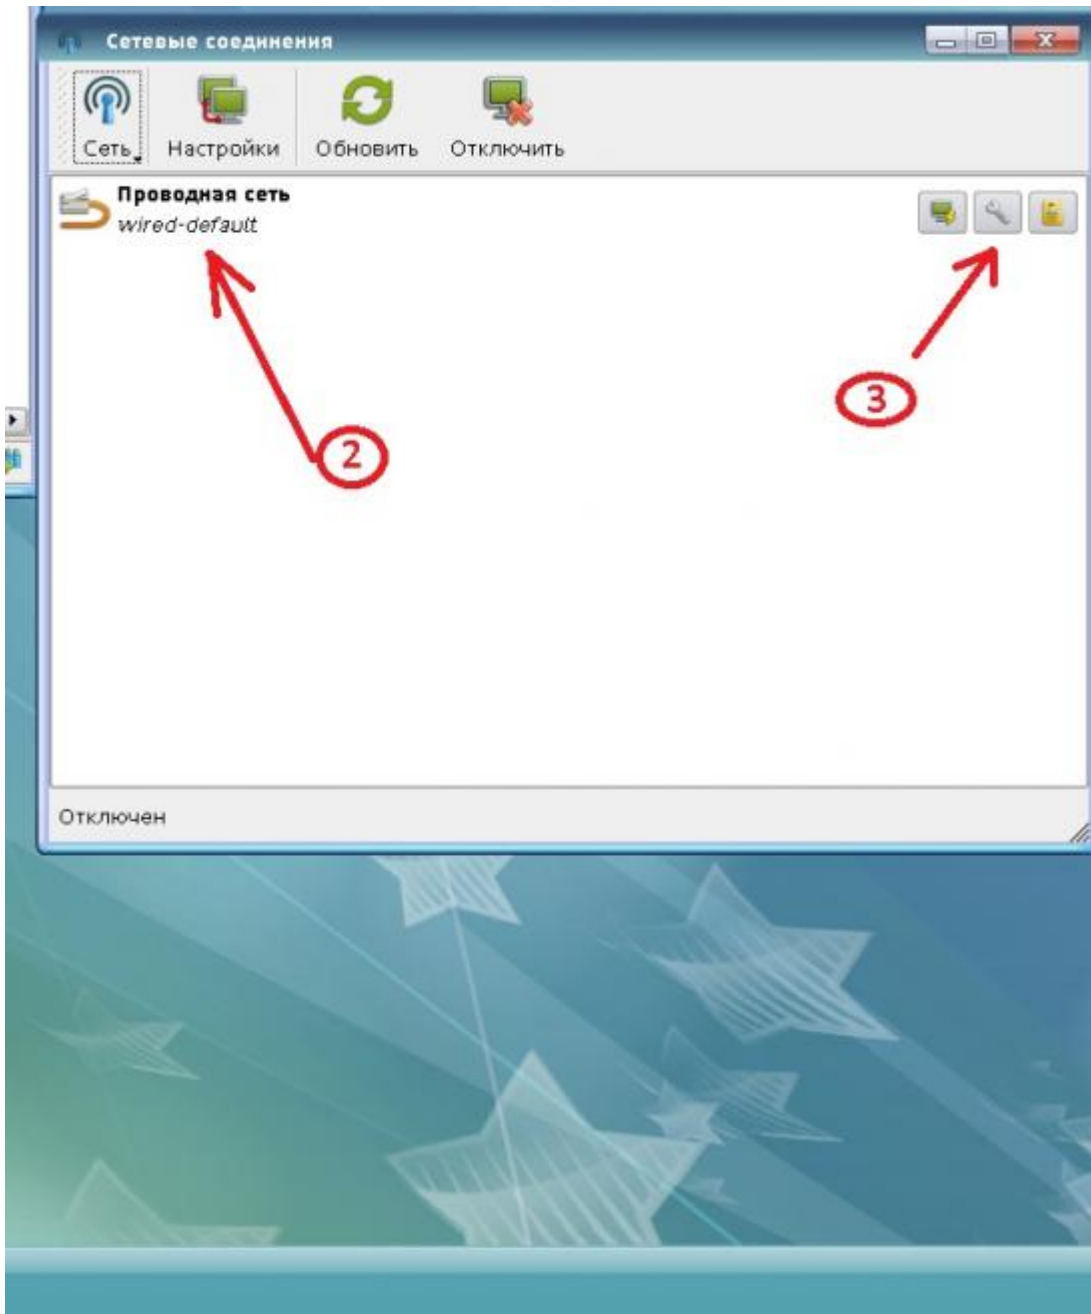 Сетевые соединения
Сеть Настройки Обновить Отключить
Проводная сеть
wired-default
3
2
Отключен